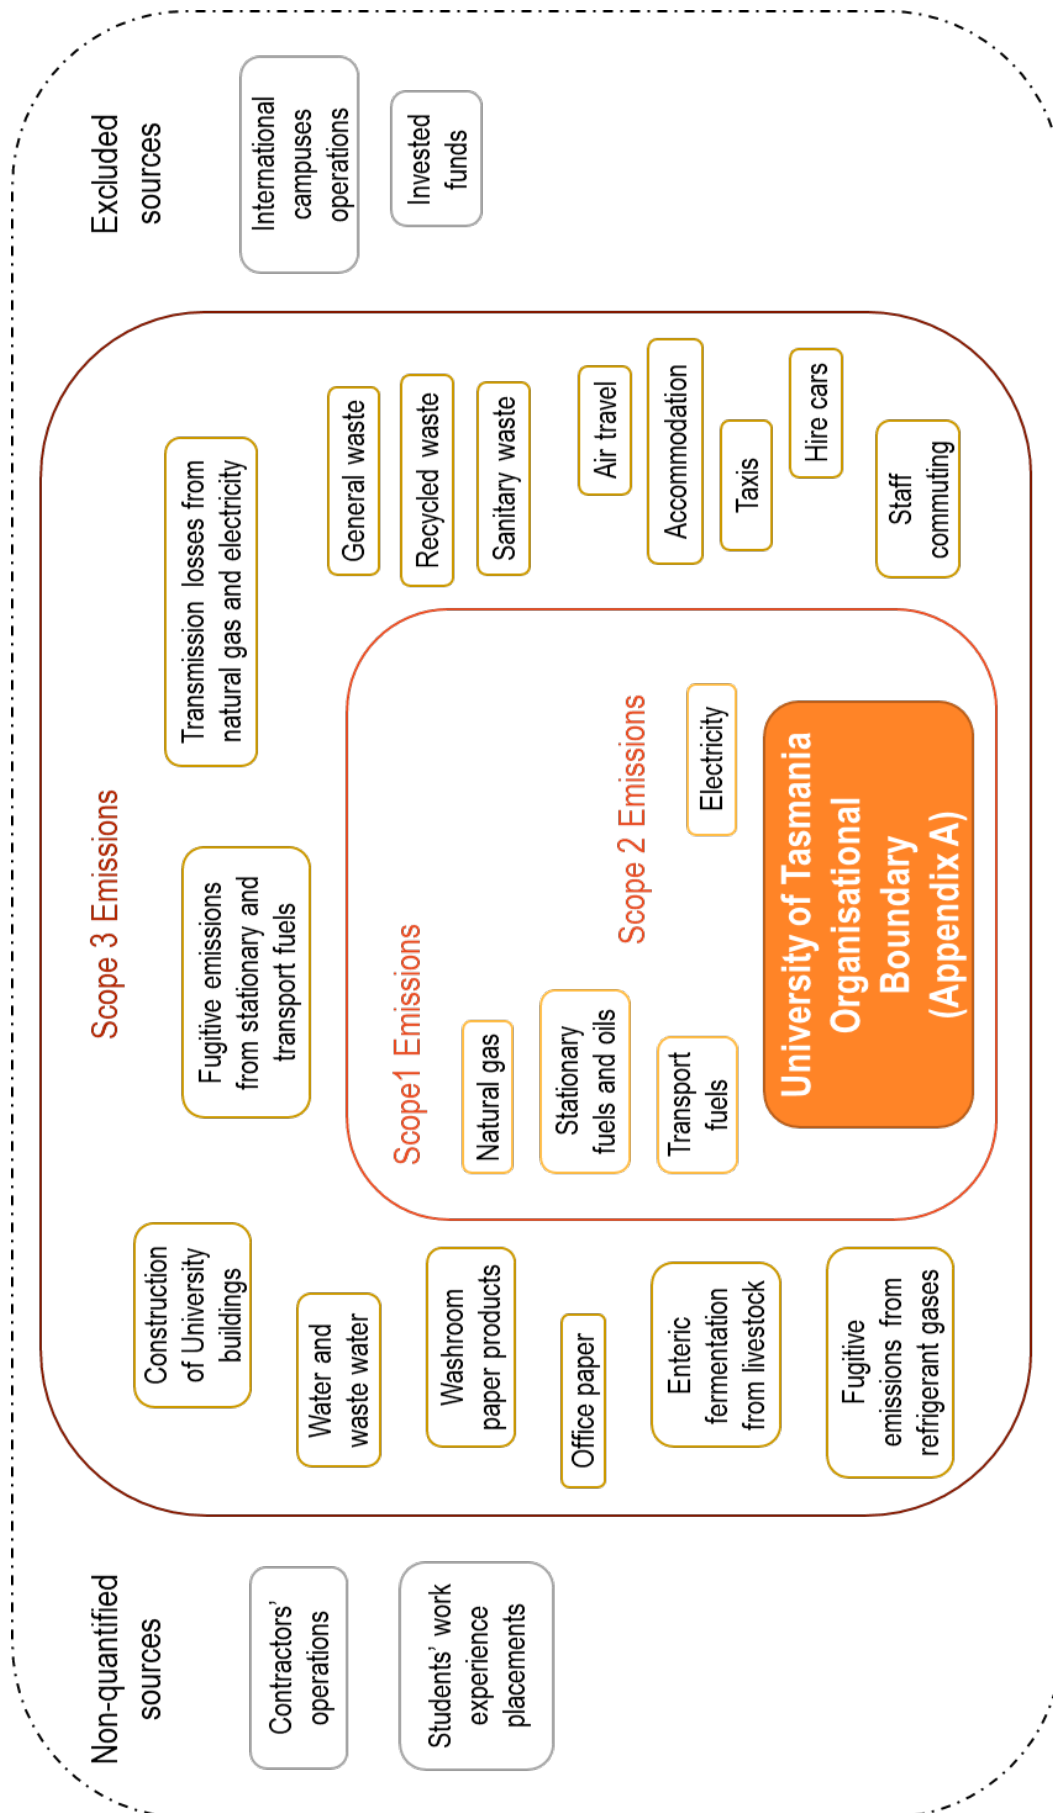 Non-quantified
sources
Contractors'
operations
Students' work
experience
placements
Scope 3 Emissions
Construction
of University
buildings
Water and
waste water
Washroom
paper products
Office paper
Enteric
fermentation
from livestock
Fugitive
emissions from
refrigerant gases
Fugitive emissions
from stationary and
transport fuels
Transmission losses from
natural gas and electricity
Scope1 Emissions
Natural gas
Stationary
fuels and oils
Transport
fuels
Scope 2 Emissions
Electricity
University of Tasmania
Organisational
Boundary
(Appendix A)
General waste
Recycled waste
Sanitary waste
Air travel
Accommodation
Taxis
Hire cars
Staff
commuting
Excluded
sources
International
campuses
operations
Invested
funds